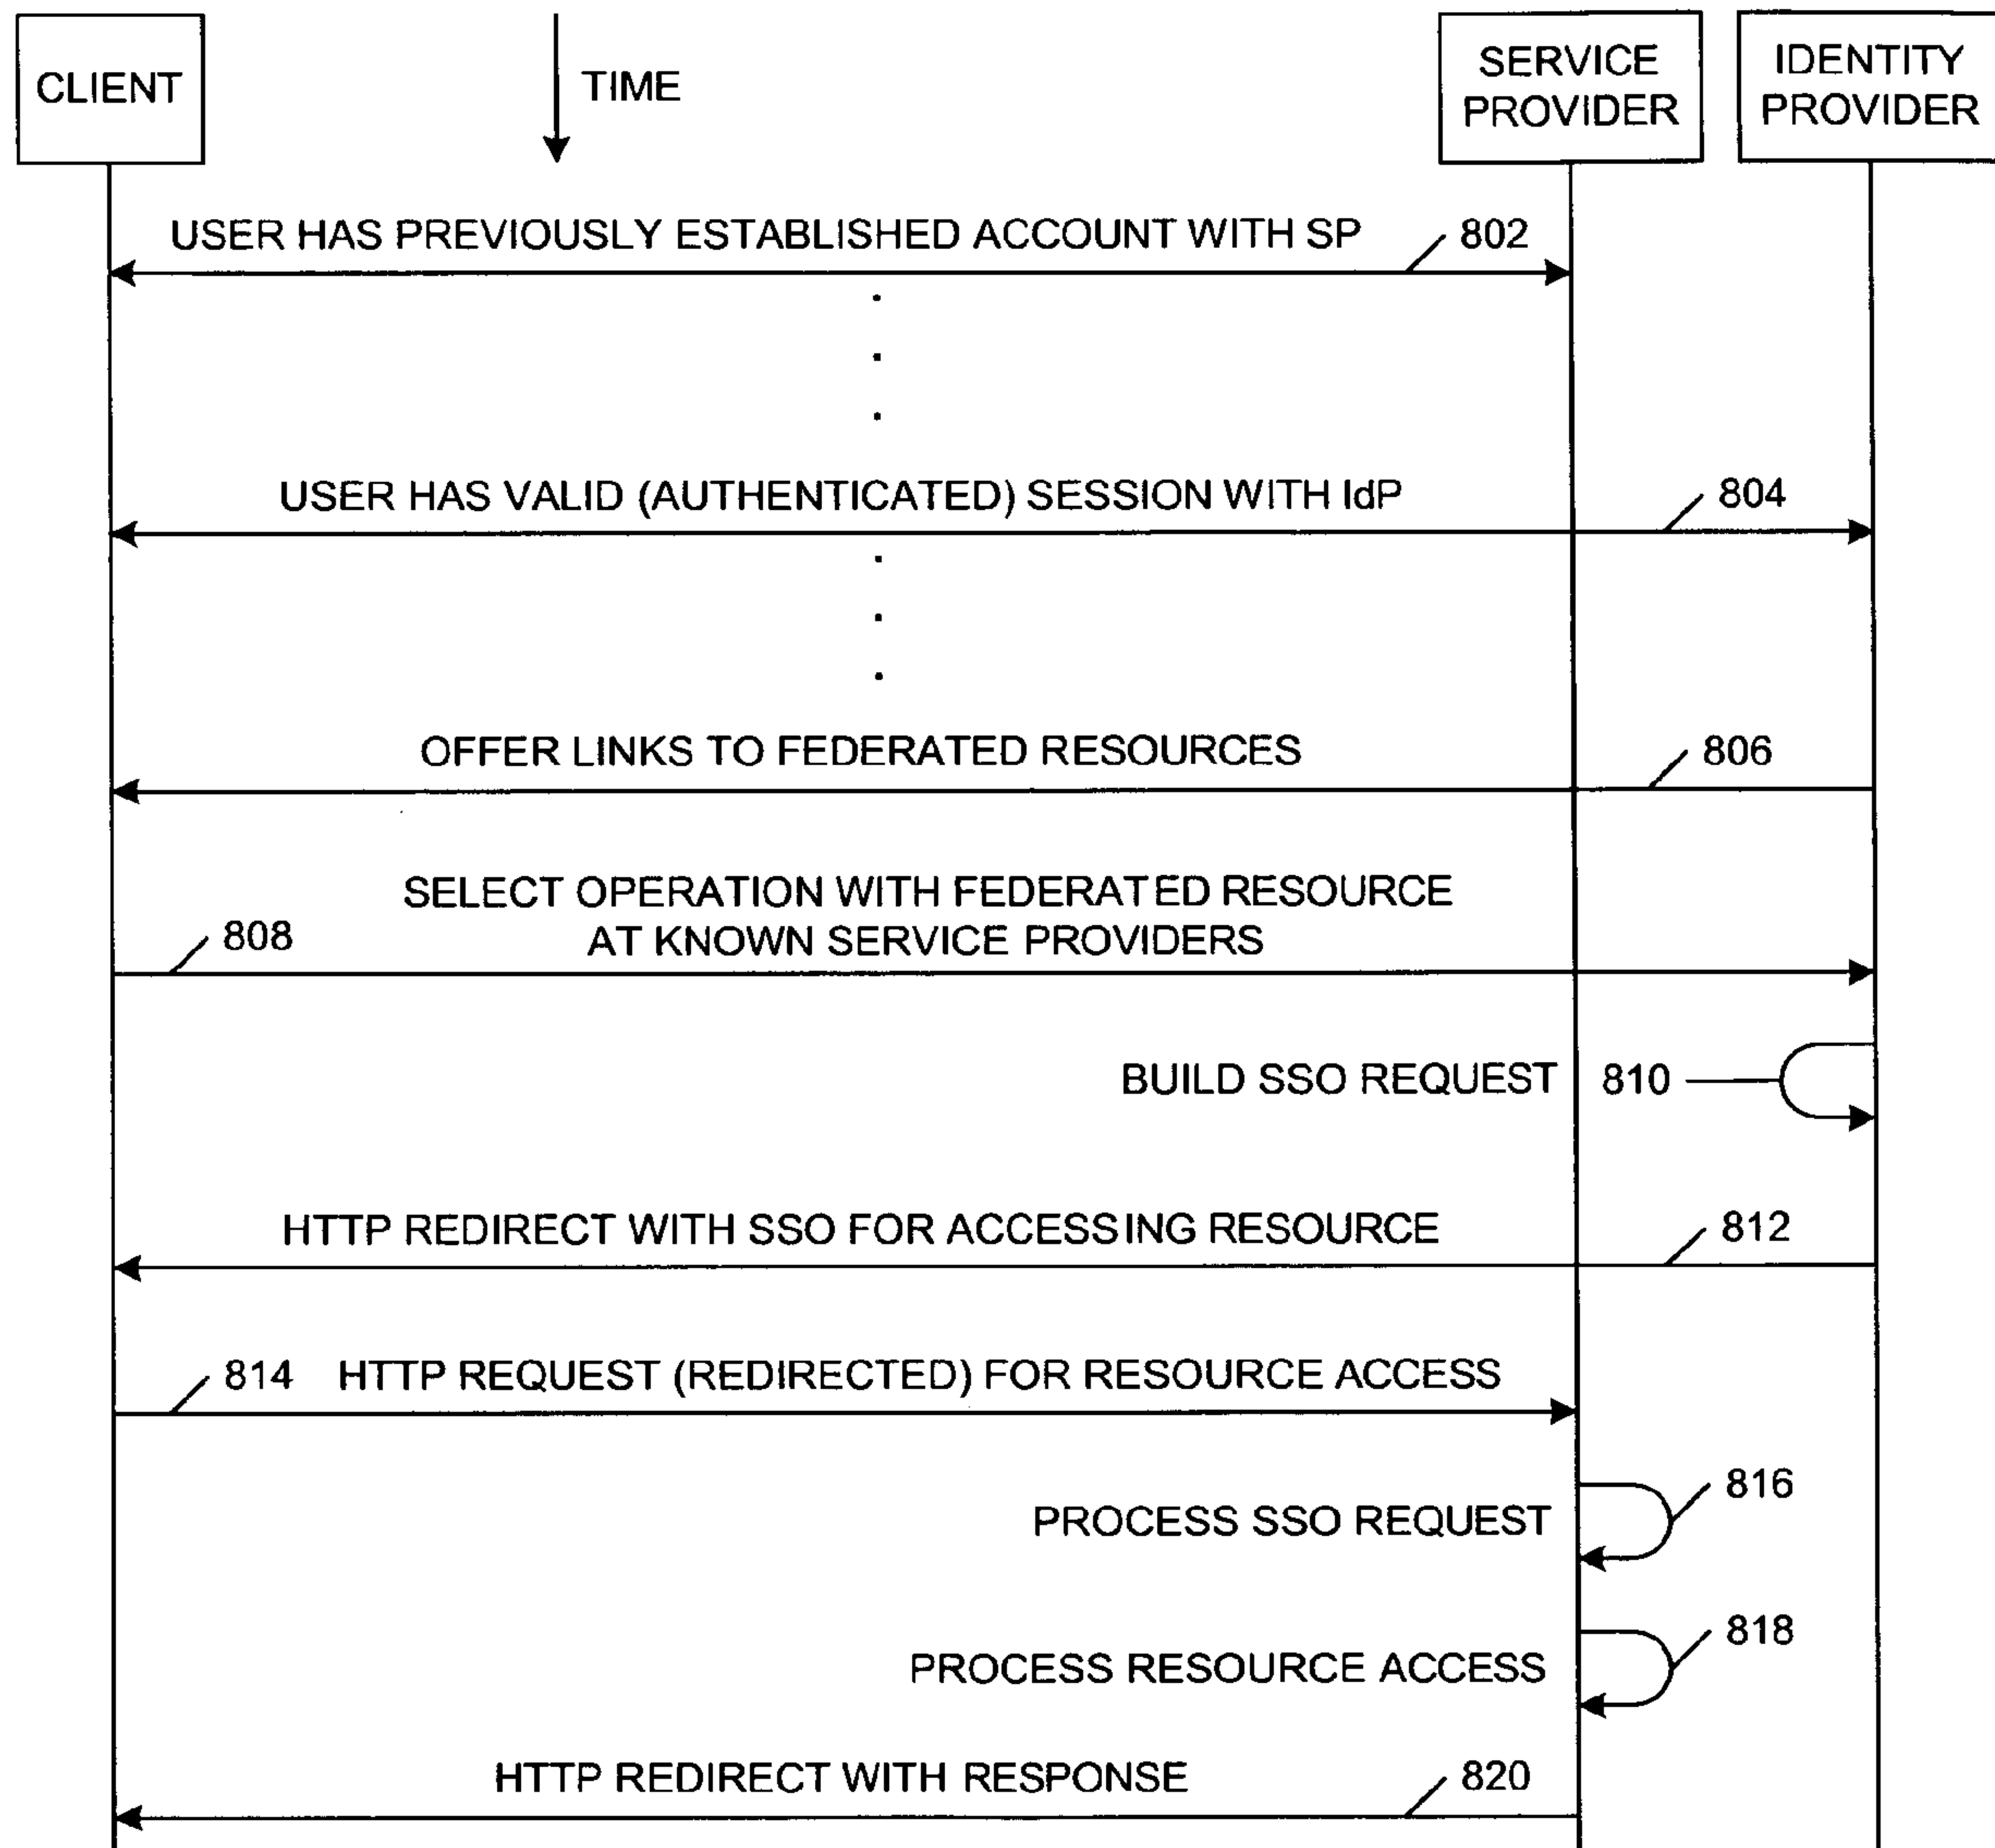 CLIENT
TIME
SERVICE
PROVIDER
IDENTITY
PROVIDER
USER HAS PREVIOUSLY ESTABLISHED ACCOUNT WITH SP 802
USER HAS VALID (AUTHENTICATED) SESSION WITH IdP 804
OFFER LINKS TO FEDERATED RESOURCES 806
SELECT OPERATION WITH FEDERATED RESOURCE
808 AT KNOWN SERVICE PROVIDERS
BUILD SSO REQUEST 810
HTTP REDIRECT WITH SSO FOR ACCESSING RESOURCE 812
814 HTTP REQUEST (REDIRECTED) FOR RESOURCE ACCESS
PROCESS SSO REQUEST 816
PROCESS RESOURCE ACCESS 818
HTTP REDIRECT WITH RESPONSE 820